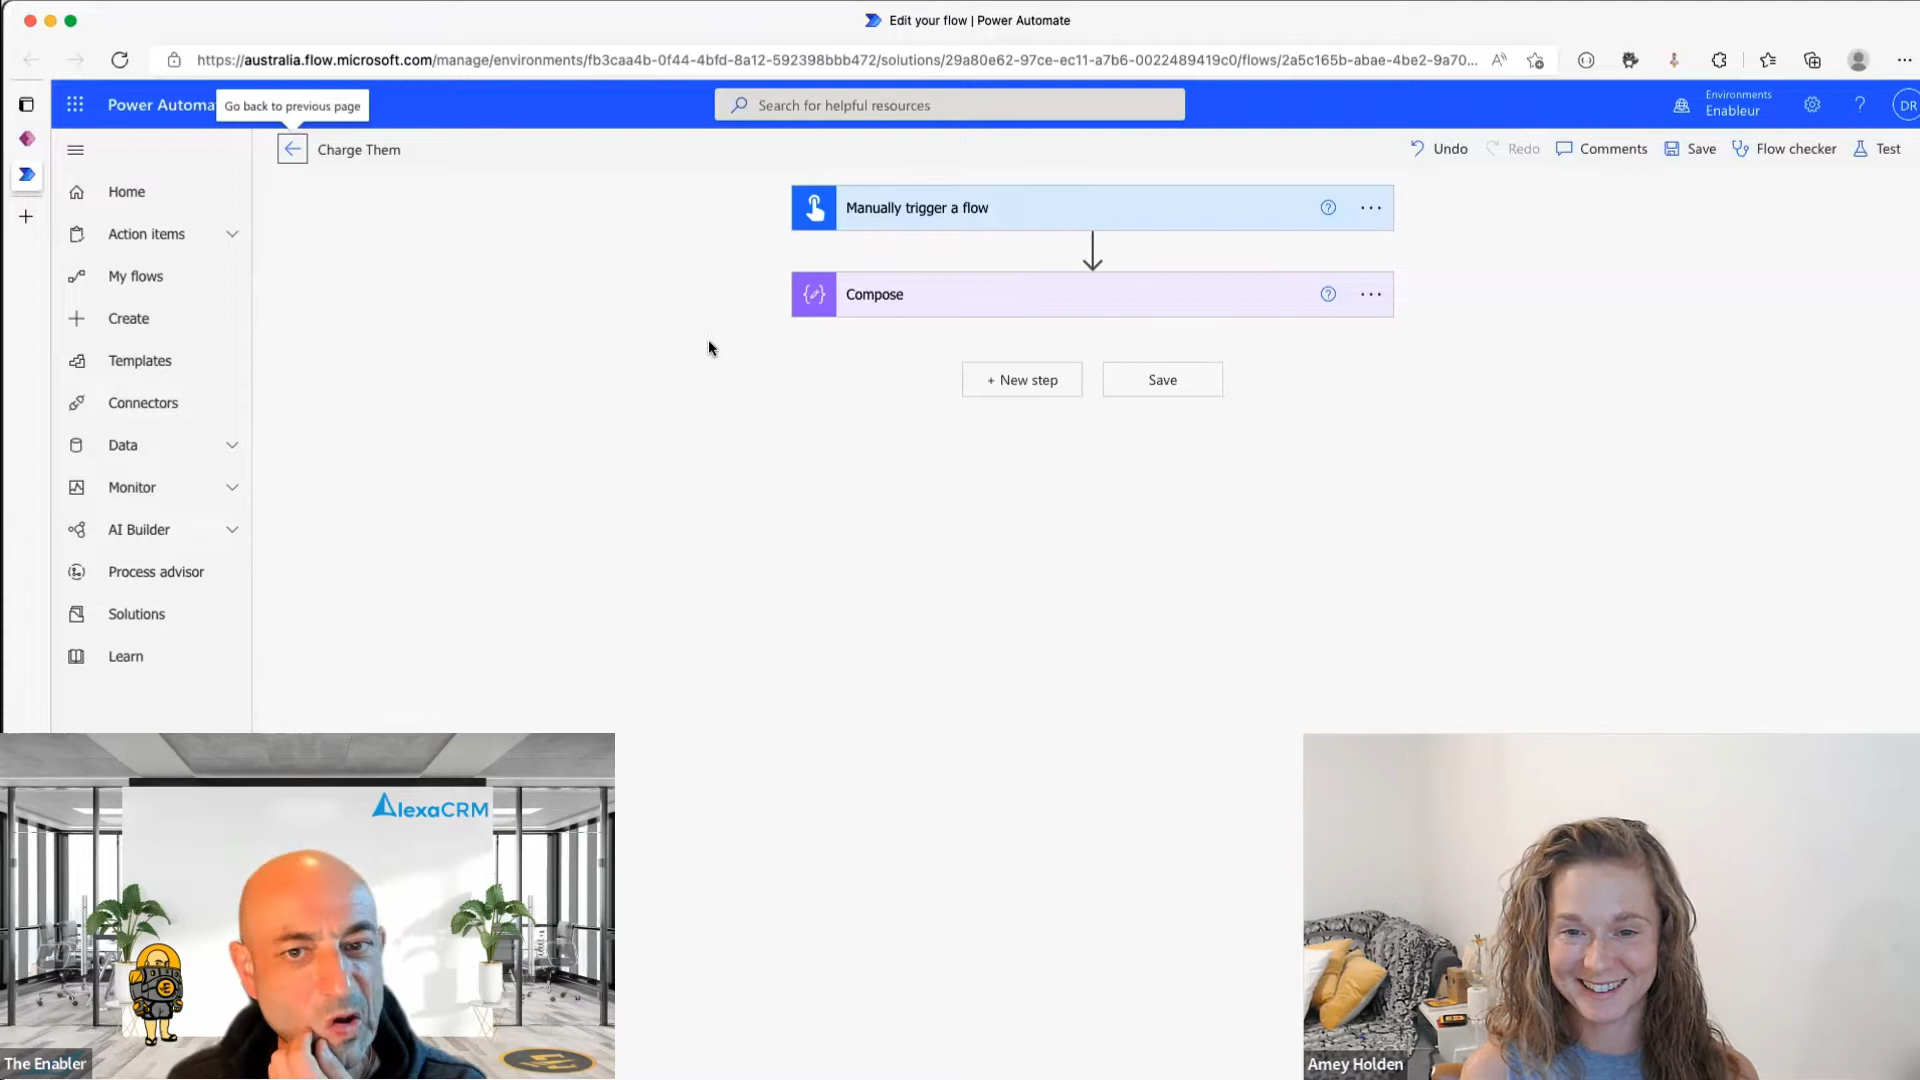 Edit your flow | Power Automate
https://australia.flow.microsoft.com/manage/environments/fb3caa4b-0f44-4bfd-8a12-592398bbb472/solutions/29a80e62-97ce-ec11-a7b6-0022489419c0/flows/2a5c165b-abae-4be2-9a70...
Power Automa
Go back to previous page
Search for helpful resources
Environments
Enableur
?
DR
Charge Them
Undo
Redo
Comments
Save
Flow checker
Test
Home
Action items
My flows
Create
Templates
Connectors
Data
Monitor
AI Builder
Process advisor
Solutions
Learn
Manually trigger a flow
Compose
+ New step
Save
AlexaCRM
The Enabler
Amey Holden